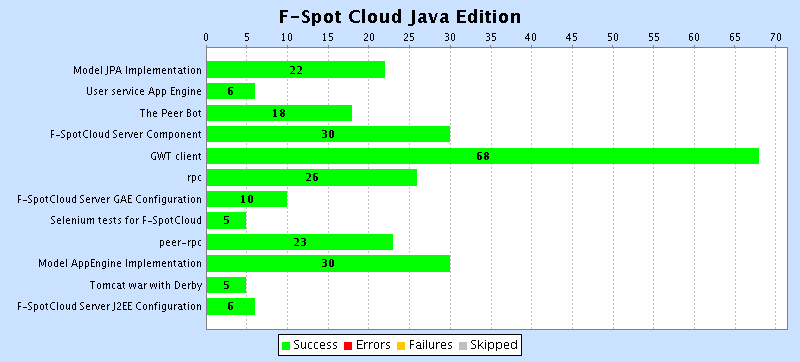 F-Spot Cloud Java Edition
0 5 10 15 20 25 30 35 40 45 50 55 60 65 70
Model JPA Implementation 22
User service App Engine 6
The Peer Bot 18
F-SpotCloud Server Component 30
GWT client 68
rpc 26
F-SpotCloud Server GAE Configuration 10
Selenium tests for F-SpotCloud 5
peer-rpc 23
Model AppEngine Implementation 30
Tomcat war with Derby 5
F-SpotCloud Server J2EE Configuration 6
Success Errors Failures Skipped